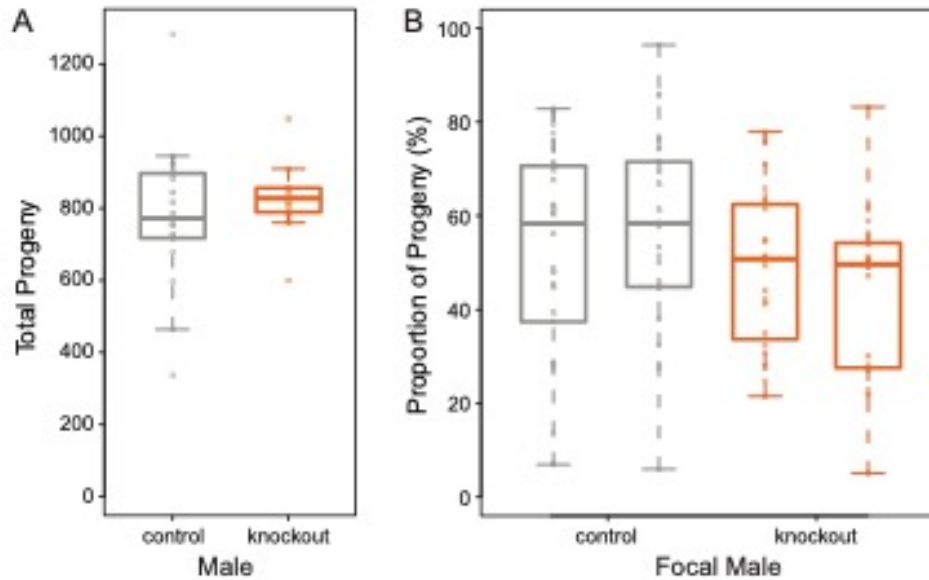 A
Total Progeny
1200
1000
800
600
400
200
0
control knockout
Male
B
Proportion of Progeny (%)
100
80
60
40
20
0
control knockout
Focal Male